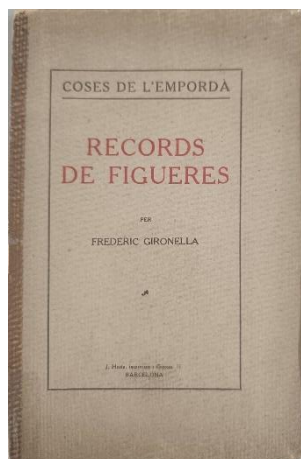 COSES DE L'EMPORDÀ
RECORDS
DE FIGUERES
PER
FREDERIC GIRONELLA
BARCELONA